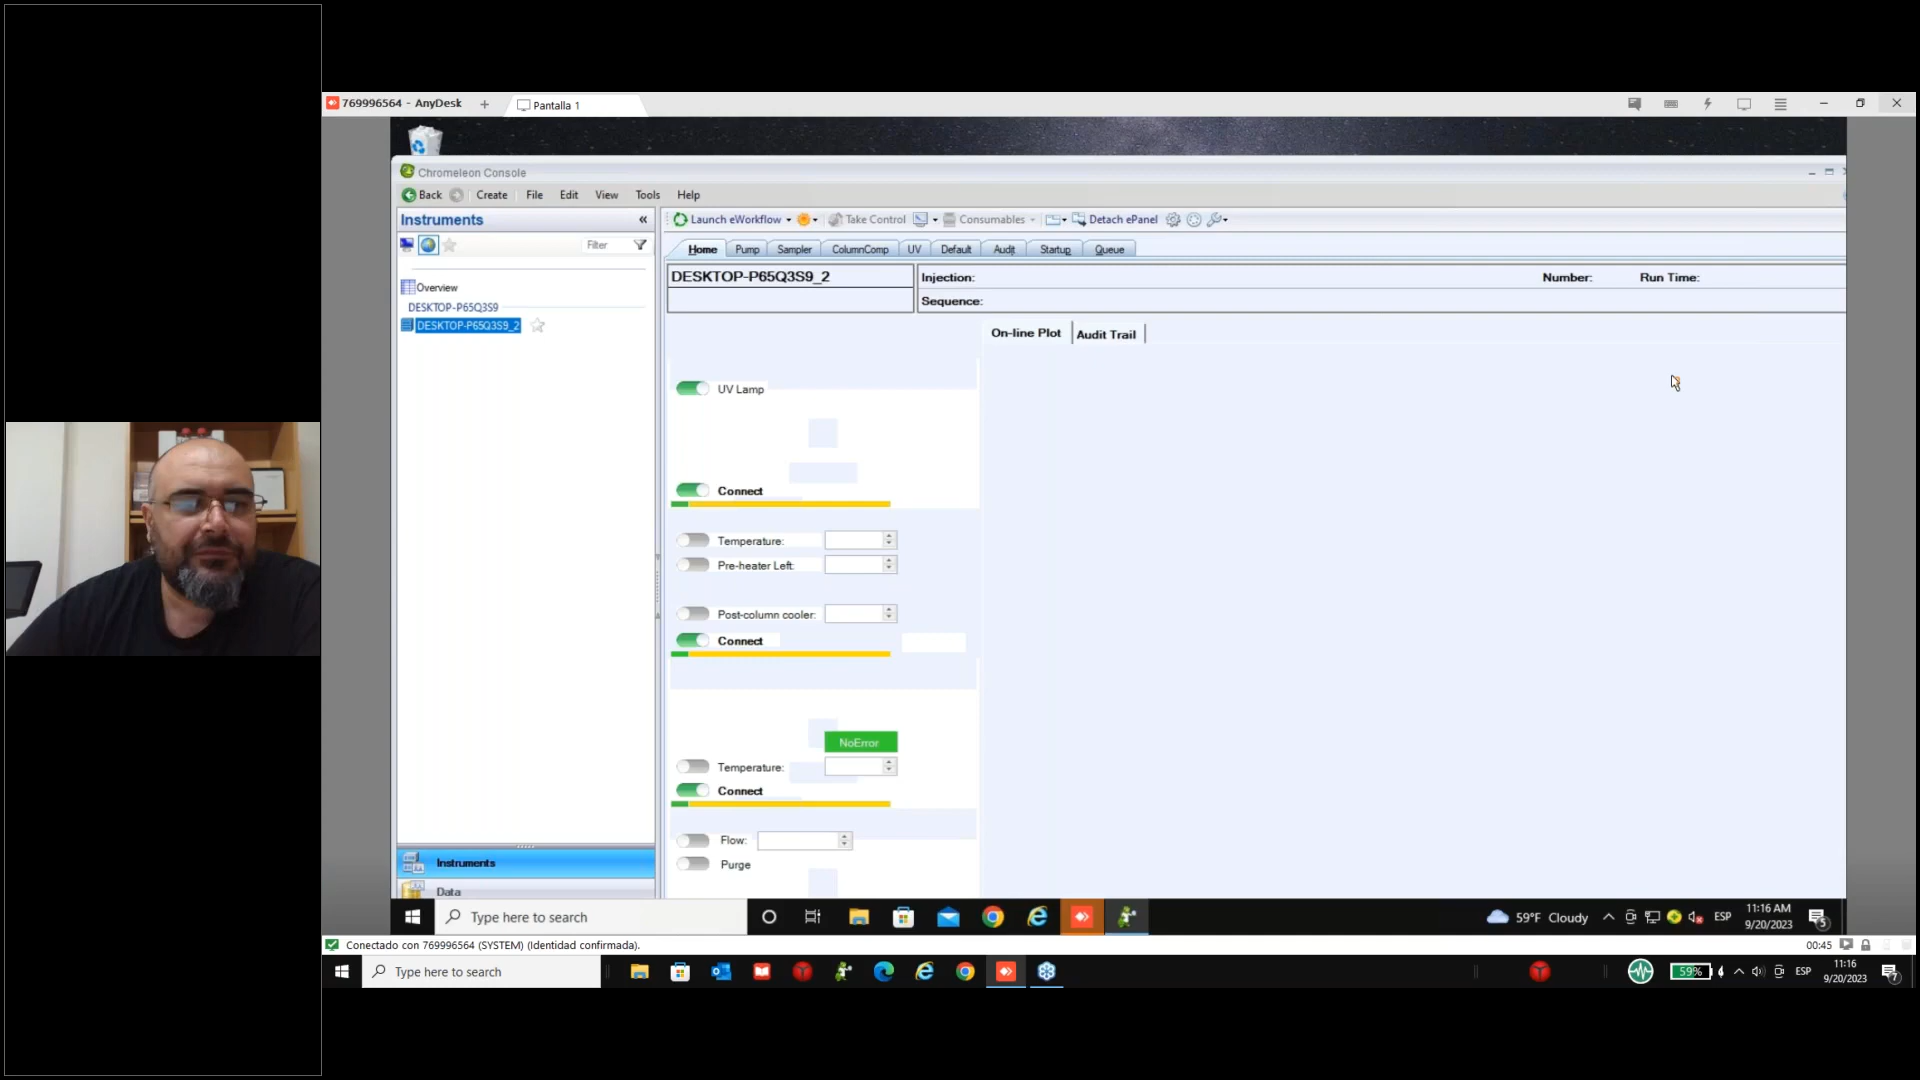 769996564 - AnyDesk + Pantalla 1
Chromeleon Console
Back Create File Edit View Tools Help
Instruments «
Launch eWorkflow Take Control Consumables Detach ePanel
Filter
Home Pump Sampler ColumnComp UV Default Audit Startup Queue
Overview
DESKTOP-P65Q3S9
DESKTOP-P65Q3S9_2
DESKTOP-P65Q3S9_2
Injection: Number: Run Time:
Sequence:
On-line Plot Audit Trail
UV Lamp
Connect
Temperature:
Pre-heater Left:
Post-column cooler:
Connect
NoError
Temperature:
Connect
Flow:
Purge
Instruments
Data
Type here to search
59°F Cloudy
ESP
11:16 AM
9/20/2023
5
Conectado con 769996564 (SYSTEM) (Identidad confirmada).
00:45
Type here to search
59%
ESP
11:16
9/20/2023
7